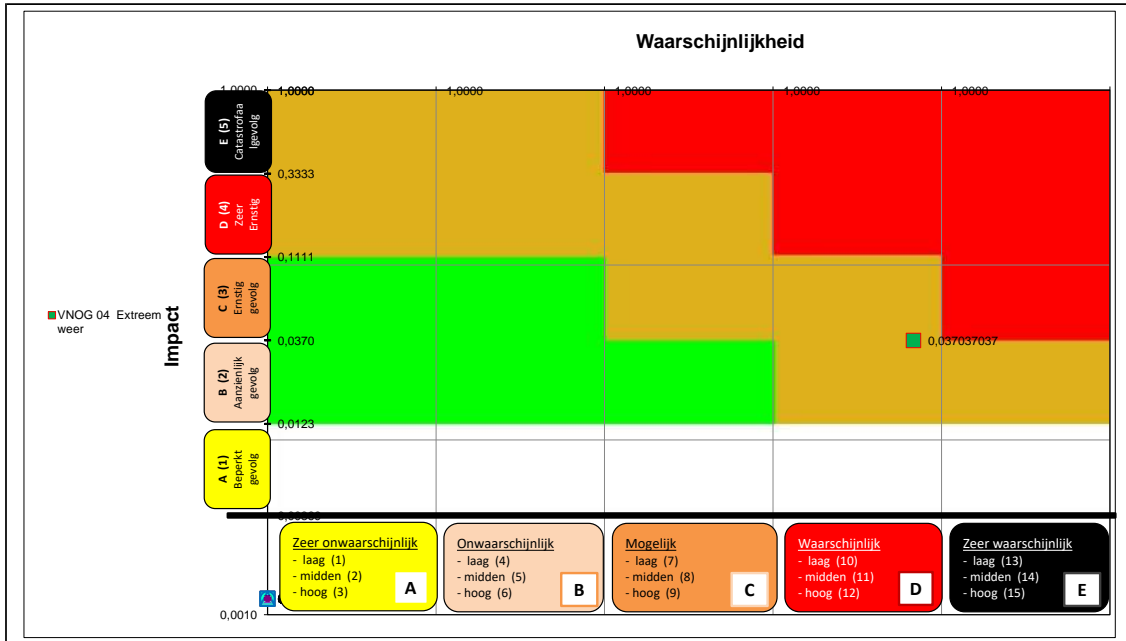 Waarschijnlijkheid
1,0000
1,0000
1,0000
1,0000
1,0000
E (5)
Catastrofaa
lgevolg
0,3333
D (4)
Zeer
Ernstig
0,1111
C (3)
Ernstig
gevolg
VNOG 04 Extreem
weer
Impact
0,0370
0,037037037
B (2)
Aanzienlijk
gevolg
0,0123
A (1)
Beperkt
gevolg
Zeer onwaarschijnlijk
- laag (1)
- midden (2)
- hoog (3)
A
Onwaarschijnlijk
- laag (4)
- midden (5)
- hoog (6)
B
Mogelijk
- laag (7)
- midden (8)
- hoog (9)
C
Waarschijnlijk
- laag (10)
- midden (11)
- hoog (12)
D
Zeer waarschijnlijk
- laag (13)
- midden (14)
- hoog (15)
E
0,0010